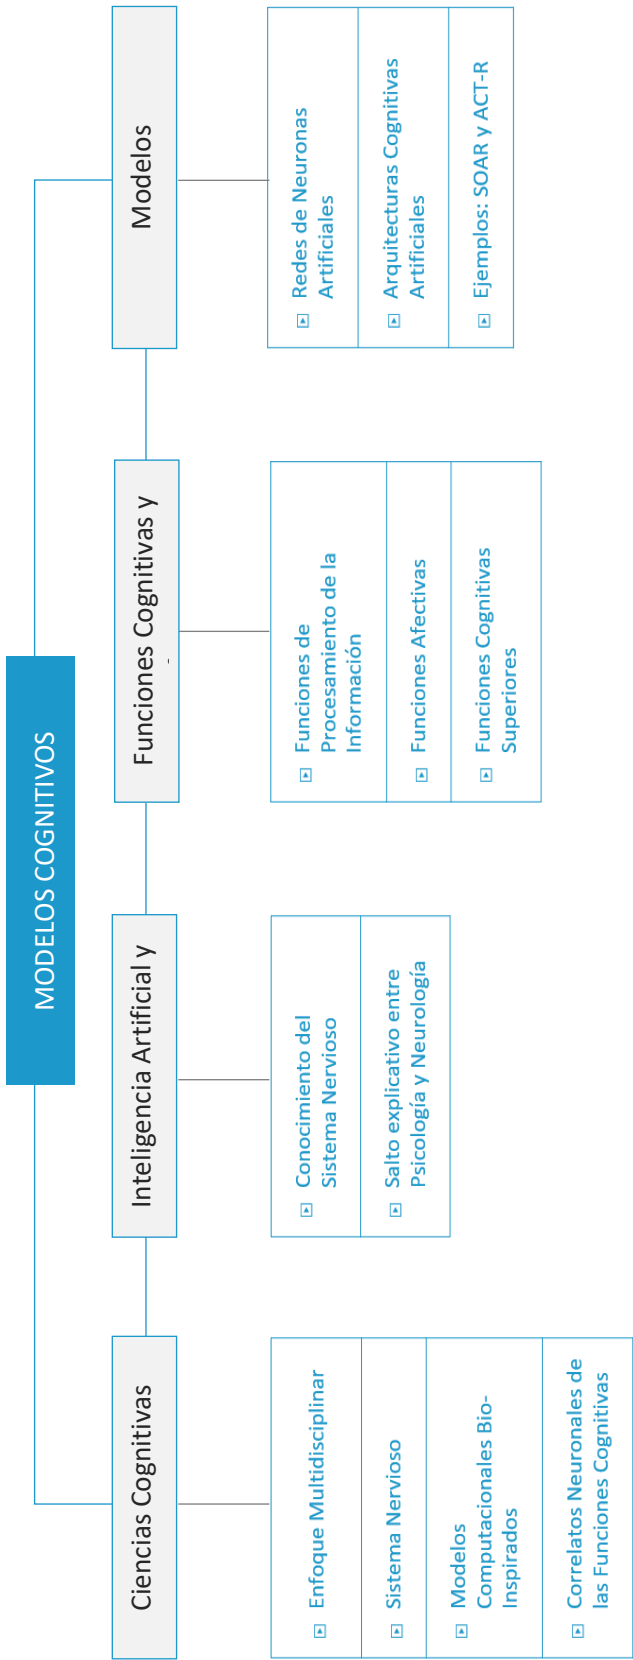 MODELOS COGNITIVOS
Ciencias Cognitivas
Enfoque Multidisciplinar
Sistema Nervioso
Modelos
Computacionales Bio-
Inspirados
Correlatos Neuronales de
las Funciones Cognitivas
Inteligencia Artificial y
Conocimiento del
Sistema Nervioso
Salto explicativo entre
Psicología y Neurología
Funciones Cognitivas y
Funciones de
Procesamiento de la
Información
Funciones Afectivas
Funciones Cognitivas
Superiores
Modelos
Redes de Neuronas
Artificiales
Arquitecturas Cognitivas
Artificiales
Ejemplos: SOAR y ACT-R